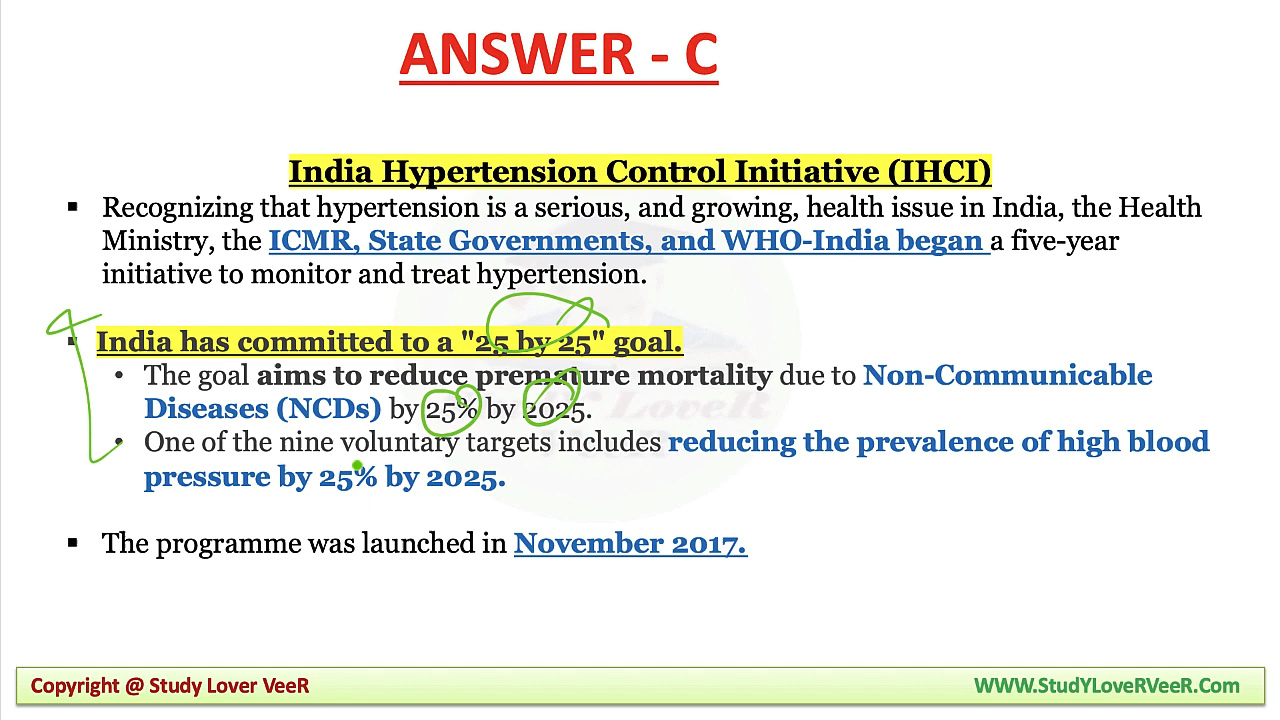 ANSWER - C
India Hypertension Control Initiative (IHCI)
▪ Recognizing that hypertension is a serious, and growing, health issue in India, the Health
Ministry, the ICMR, State Governments, and WHO-India began a five-year
initiative to monitor and treat hypertension.
▪ India has committed to a "25 by 25" goal.
• The goal aims to reduce premature mortality due to Non-Communicable
Diseases (NCDs) by 25% by 2025.
• One of the nine voluntary targets includes reducing the prevalence of high blood
pressure by 25% by 2025.
▪ The programme was launched in November 2017.
Copyright @ Study Lover VeeR
WWW.StudYLoveRVeeR.Com